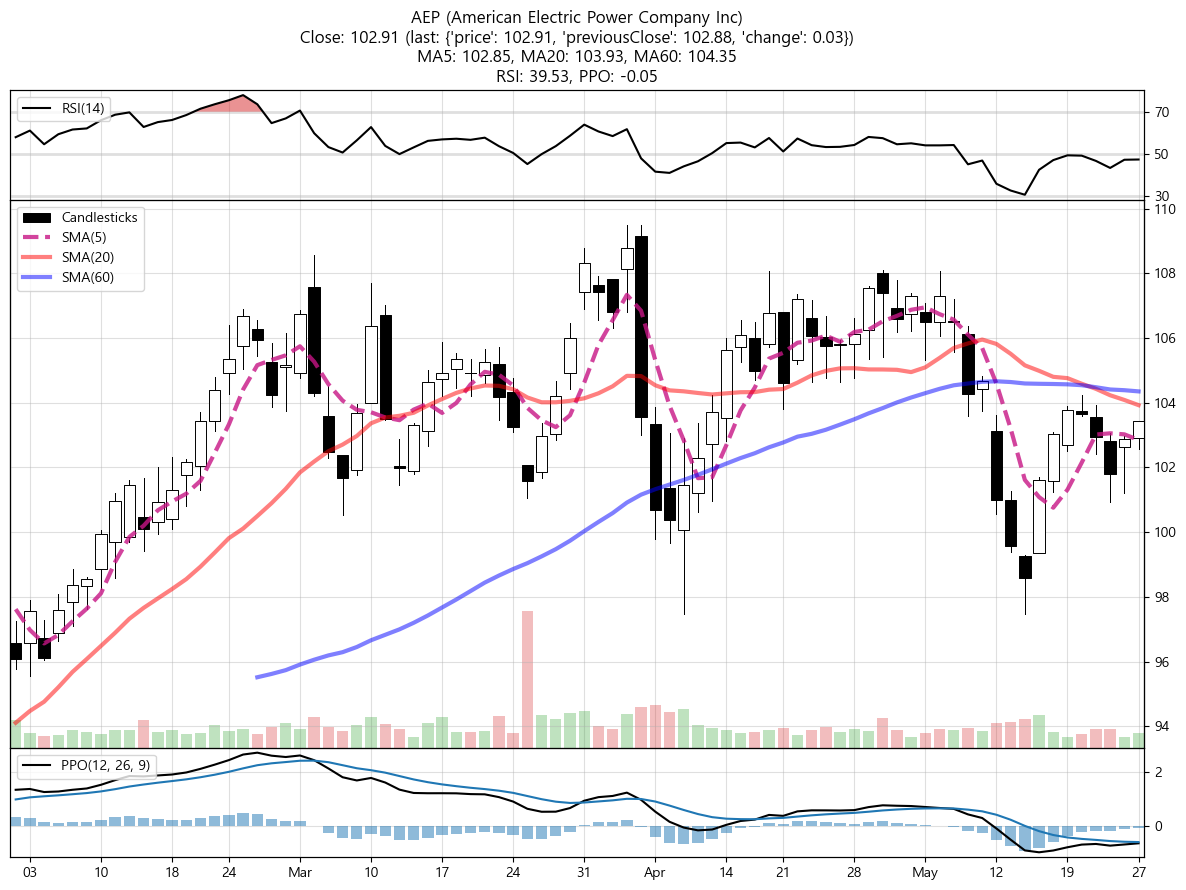 AEP (American Electric Power Company Inc)
Close: 102.91 (last: {'price': 102.91, 'previousClose': 102.88, 'change': 0.03})
MA5: 102.85, MA20: 103.93, MA60: 104.35
RSI: 39.53, PPO: -0.05
RSI(14)
70
50
30
Candlesticks
SMA(5)
SMA(20)
SMA(60)
110
108
106
104
102
100
98
96
94
PPO(12, 26, 9)
2
0
03 10 18 24 Mar 10 17 24 31 Apr 14 21 28 May 12 19 27